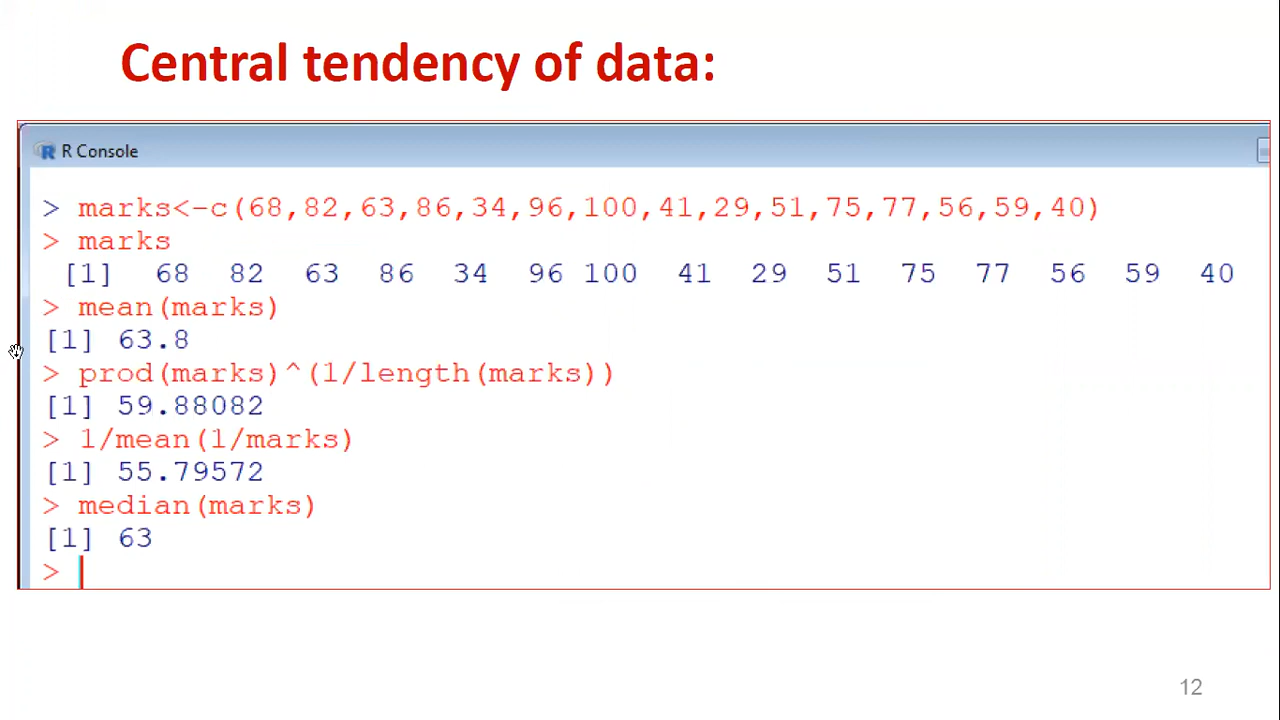 Central tendency of data:
R Console
> marks<-c(68,82,63,86,34,96,100,41,29,51,75,77,56,59,40)
> marks
[1] 68 82 63 86 34 96 100 41 29 51 75 77 56 59 40
> mean(marks)
[1] 63.8
> prod(marks)^(1/length(marks))
[1] 59.88082
> 1/mean(1/marks)
[1] 55.79572
> median(marks)
[1] 63
>
12